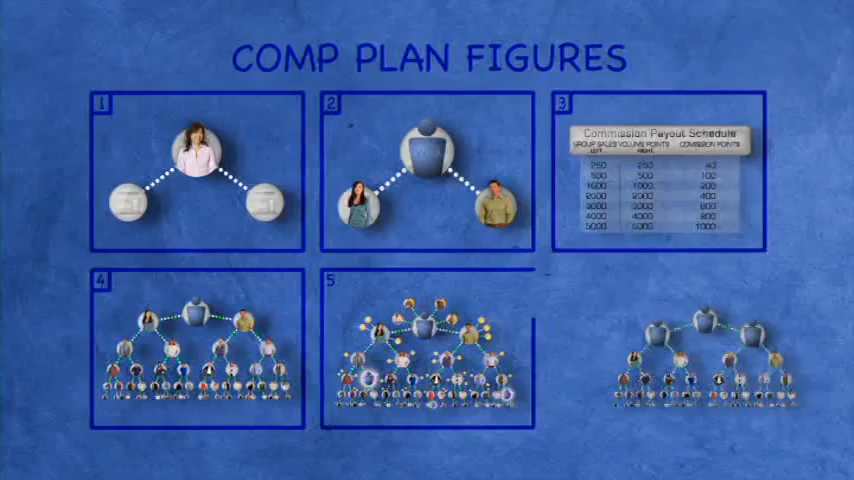 COMP PLAN FIGURES
1
2
3
Commission Payout Schedule
GROUP SALES VOLUME POINTS COMISSION POINTS
LEFT RIGHT
250 250 40
500 500 100
1000 1000 200
2000 2000 400
3000 3000 600
4000 4000 800
5000 5000 1000
4
5